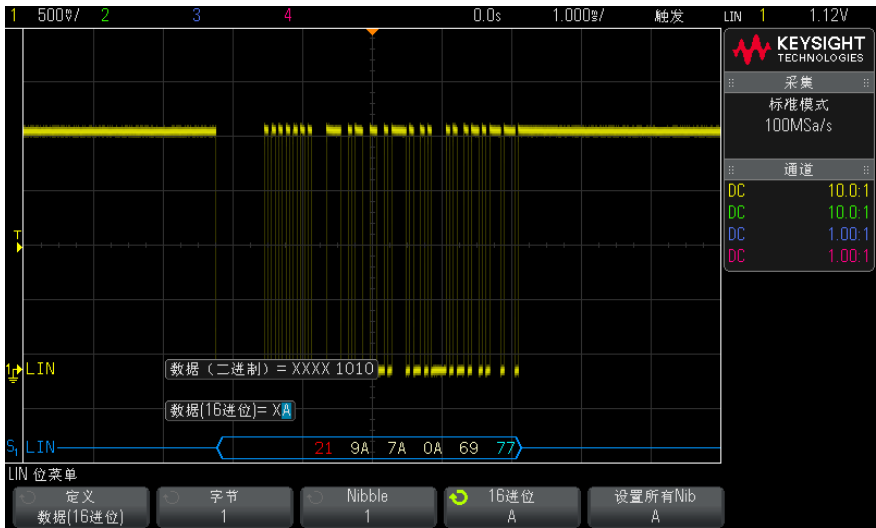 1 500⅏/ 2 3 4 0.0s 1.000⅏/ 触发 LIN 1 1.12V
KEYSIGHT
TECHNOLOGIES
采集
标准模式
100MSa/s
通道
DC 10.0:1
DC 10.0:1
DC 1.00:1
DC 1.00:1
T
1 LIN
数据（二进制）= XXXX 1010
数据(16进位)= XA
S1 LIN 21 9A 7A 0A 69 77
LIN 位菜单
定义 字节 Nibble 16进位 设置所有Nib
数据(16进位) 1 1 A A